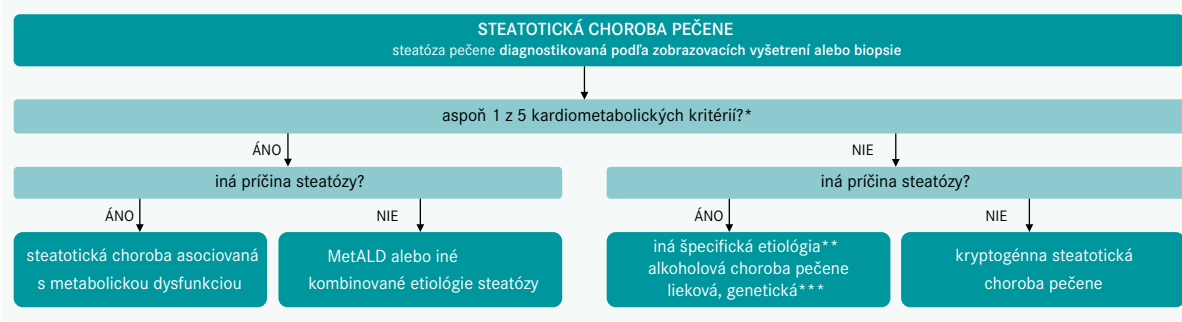 STEATOTICKÁ CHOROBA PEČENE
steatóza pečene diagnostikovaná podľa zobrazovacích vyšetrení alebo biopsie
aspoň 1 z 5 kardiometabolických kritérií?*
ÁNO
NIE
iná príčina steatózy?
iná príčina steatózy?
ÁNO
NIE
ÁNO
NIE
steatotická choroba asociovaná
s metabolickou dysfunkciou
MetALD alebo iné
kombinované etiológie steatózy
iná špecifická etiológia**
alkoholová choroba pečene
lieková, genetická***
kryptogénna steatotická
choroba pečene